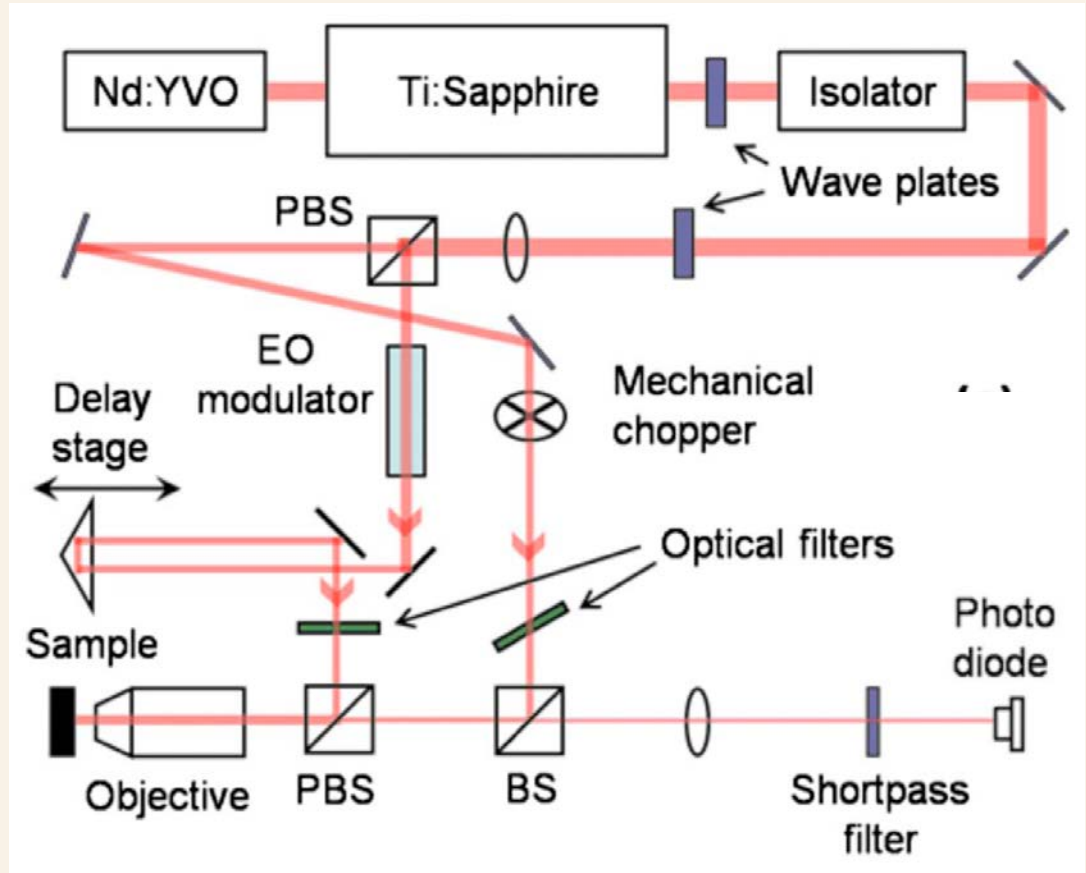 Nd:YVO
Ti:Sapphire
Isolator
Wave plates
PBS
EO
modulator
Mechanical
chopper
Delay
stage
Optical filters
Sample
Photo
diode
Objective
PBS
BS
Shortpass
filter